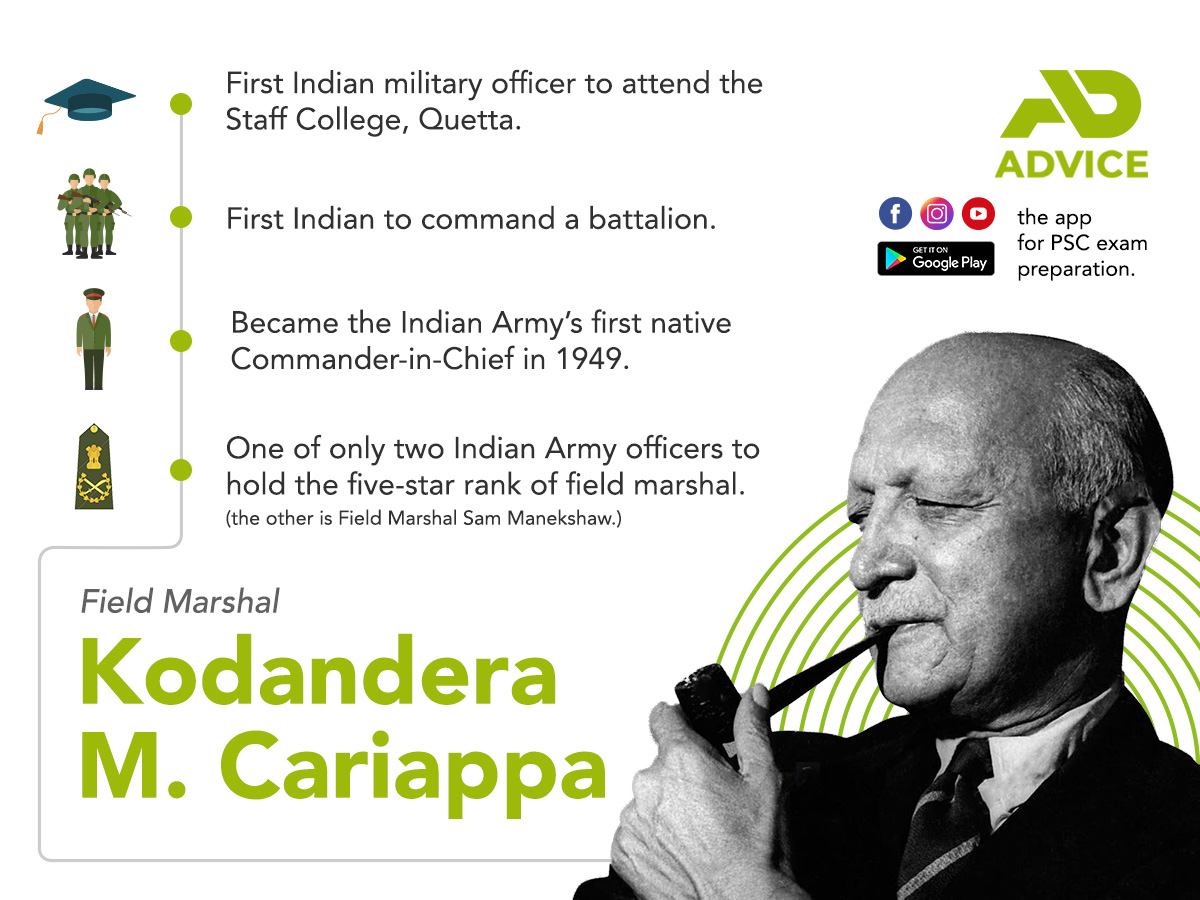 First Indian military officer to attend the
Staff College, Quetta.
First Indian to command a battalion.
Became the Indian Army’s first native
Commander-in-Chief in 1949.
One of only two Indian Army officers to
hold the five-star rank of field marshal.
(the other is Field Marshal Sam Manekshaw.)
Field Marshal
Kodandera
M. Cariappa
AD
ADVICE
the app
for PSC exam
preparation.
GET IT ON
Google Play